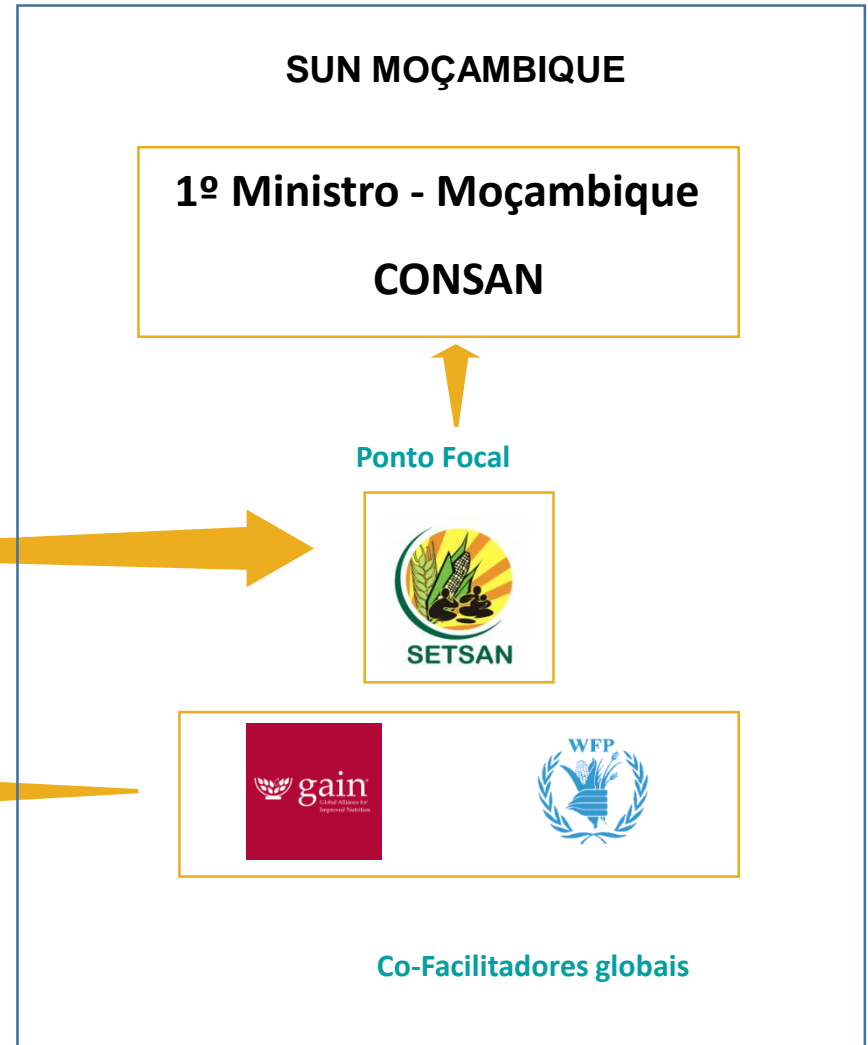 SUN MOÇAMBIQUE
1º Ministro - Moçambique
CONSAN
Ponto Focal
SETSAN
gain
Global Alliance for
Improved Nutrition
WFP
Co-Facilitadores globais